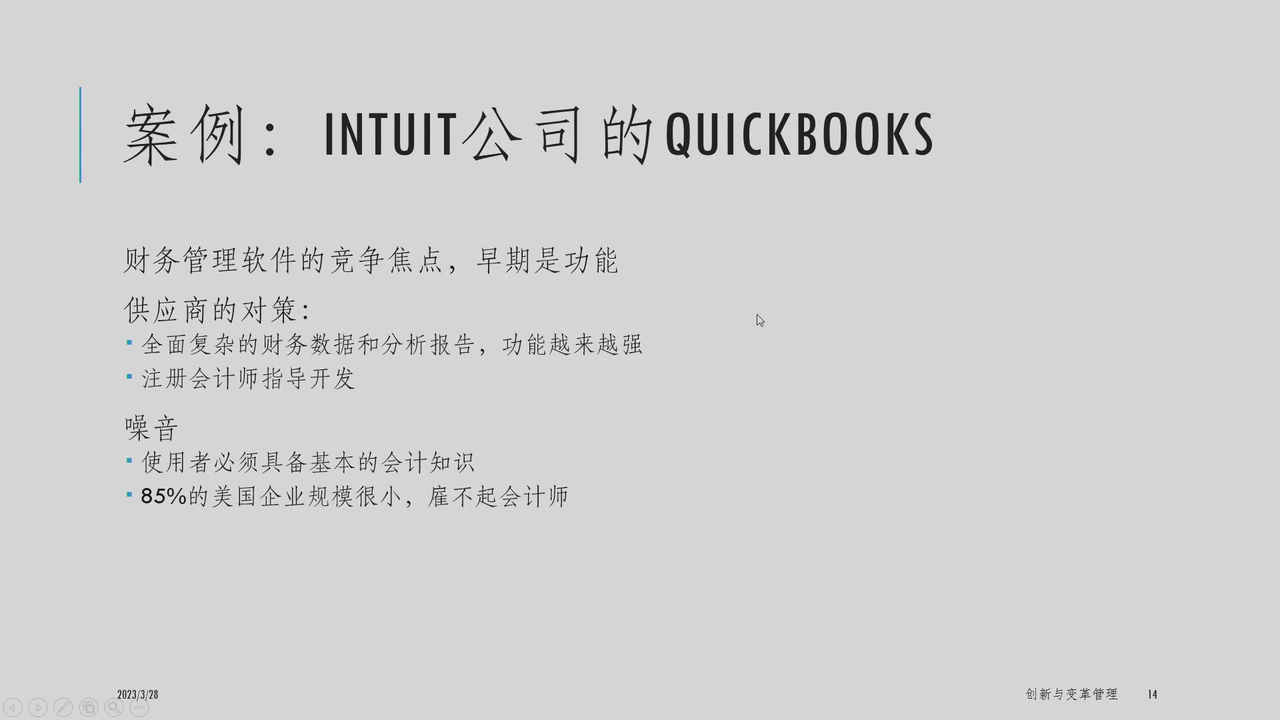 案例：INTUIT公司的QUICKBOOKS
财务管理软件的竞争焦点，早期是功能
供应商的对策：
全面复杂的财务数据和分析报告，功能越来越强
注册会计师指导开发
噪音
使用者必须具备基本的会计知识
85%的美国企业规模很小，雇不起会计师
2023/3/28
创新与变革管理
14